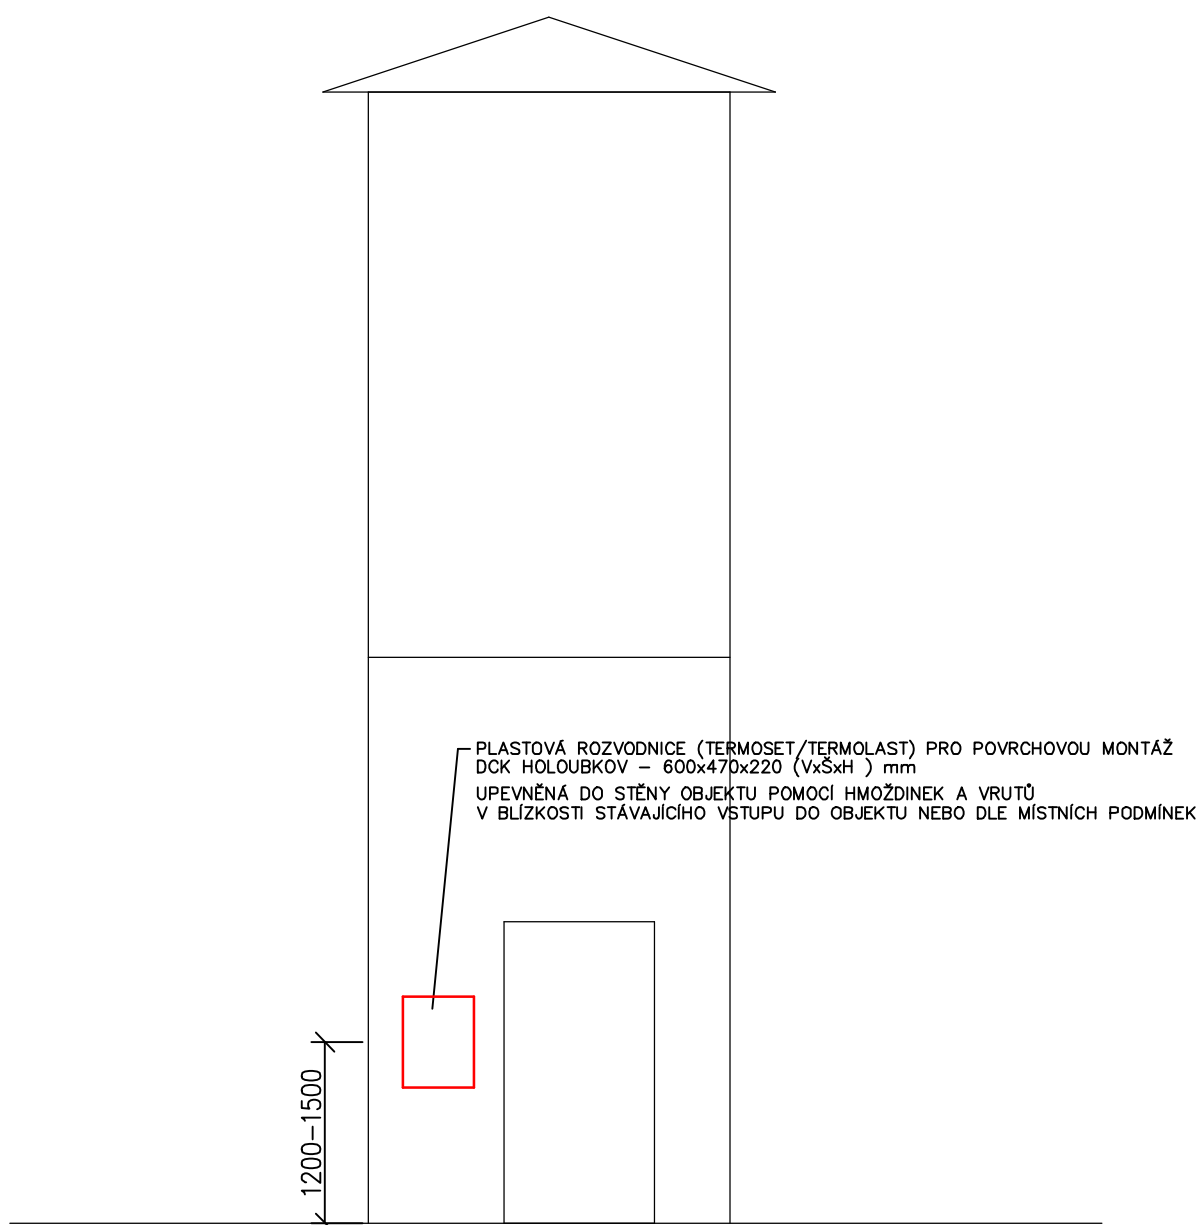 PLASTOVÁ ROZVODNICE (TERMOSET/TERMOLAST) PRO POVRCHOVOU MONTÁŽ
DCK HOLOUBKOV – 600x470x220 (VxŠxH ) mm
UPEVNĚNÁ DO STĚNY OBJEKTU POMOCÍ HMOŽDINEK A VRUTŮ
V BLÍZKOSTI STÁVAJÍCÍHO VSTUPU DO OBJEKTU NEBO DLE MÍSTNÍCH PODMÍNEK
1200–1500